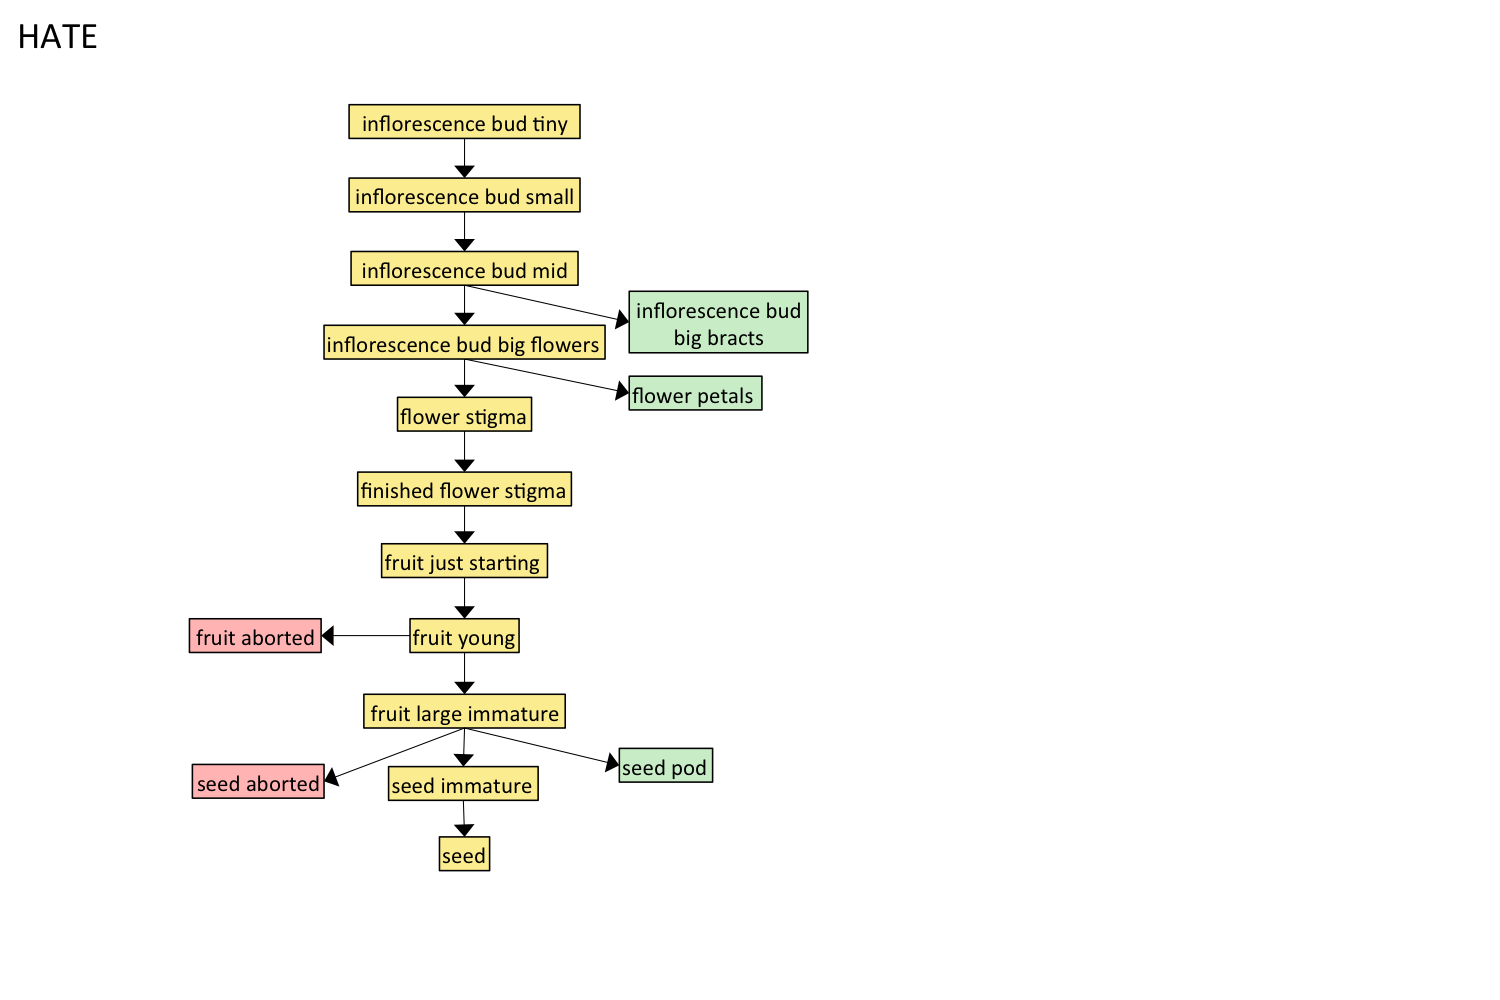 HATE
inflorescence bud tiny
inflorescence bud small
inflorescence bud mid
inflorescence bud
big bracts
inflorescence bud big flowers
flower petals
flower stigma
finished flower stigma
fruit just starting
fruit aborted
fruit young
fruit large immature
seed pod
seed aborted
seed immature
seed